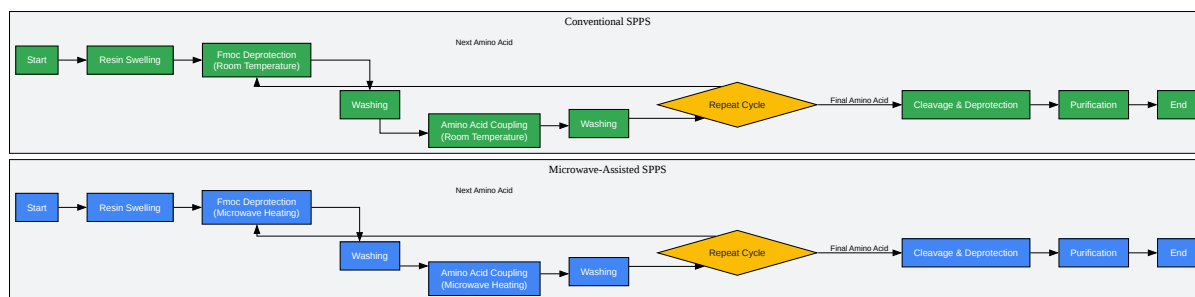 Conventional SPPS
Next Amino Acid
Start
Resin Swelling
Fmoc Deprotection
(Room Temperature)
Washing
Amino Acid Coupling
(Room Temperature)
Washing
Repeat Cycle
Final Amino Acid
Cleavage & Deprotection
Purification
End
Microwave-Assisted SPPS
Next Amino Acid
Start
Resin Swelling
Fmoc Deprotection
(Microwave Heating)
Washing
Amino Acid Coupling
(Microwave Heating)
Washing
Repeat Cycle
Final Amino Acid
Cleavage & Deprotection
Purification
End